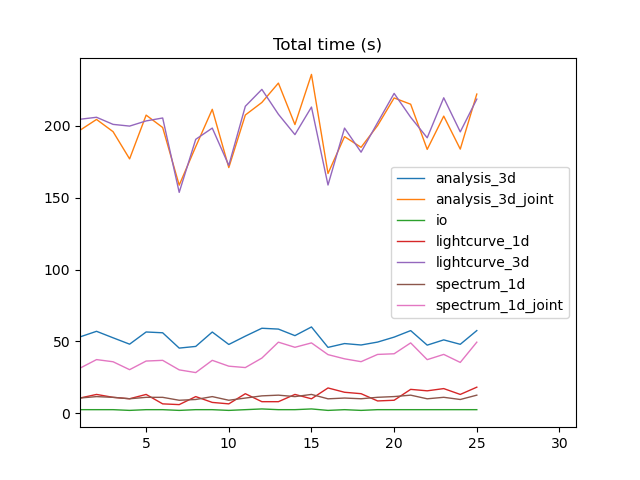 Total time (s)
200
150
100
50
0
analysis_3d
analysis_3d_joint
io
lightcurve_1d
lightcurve_3d
spectrum_1d
spectrum_1d_joint
5 10 15 20 25 30